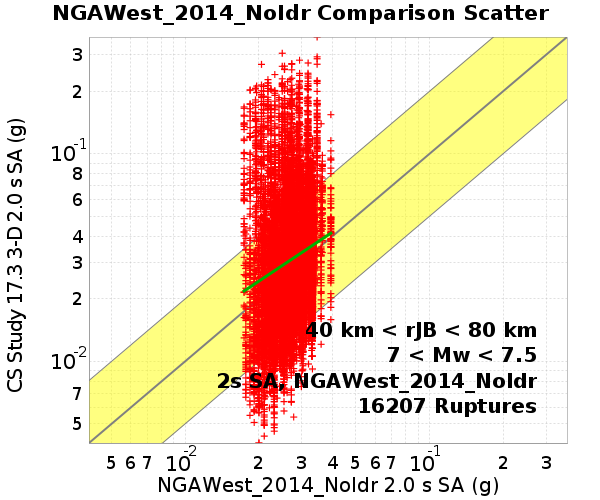 NGAWest_2014_NoIdr Comparison Scatter
3
2
10-1
8
6
4
3
2
10-2
7
5
CS Study 17.3 3-D 2.0 s SA (g)
40 km < rJB < 80 km
7 < Mw < 7.5
2s SA, NGAWest_2014_NoIdr
16207 Ruptures
5 6 7 10-2 2 3 4 5 6 7 10-1 2 3
NGAWest_2014_NoIdr 2.0 s SA (g)